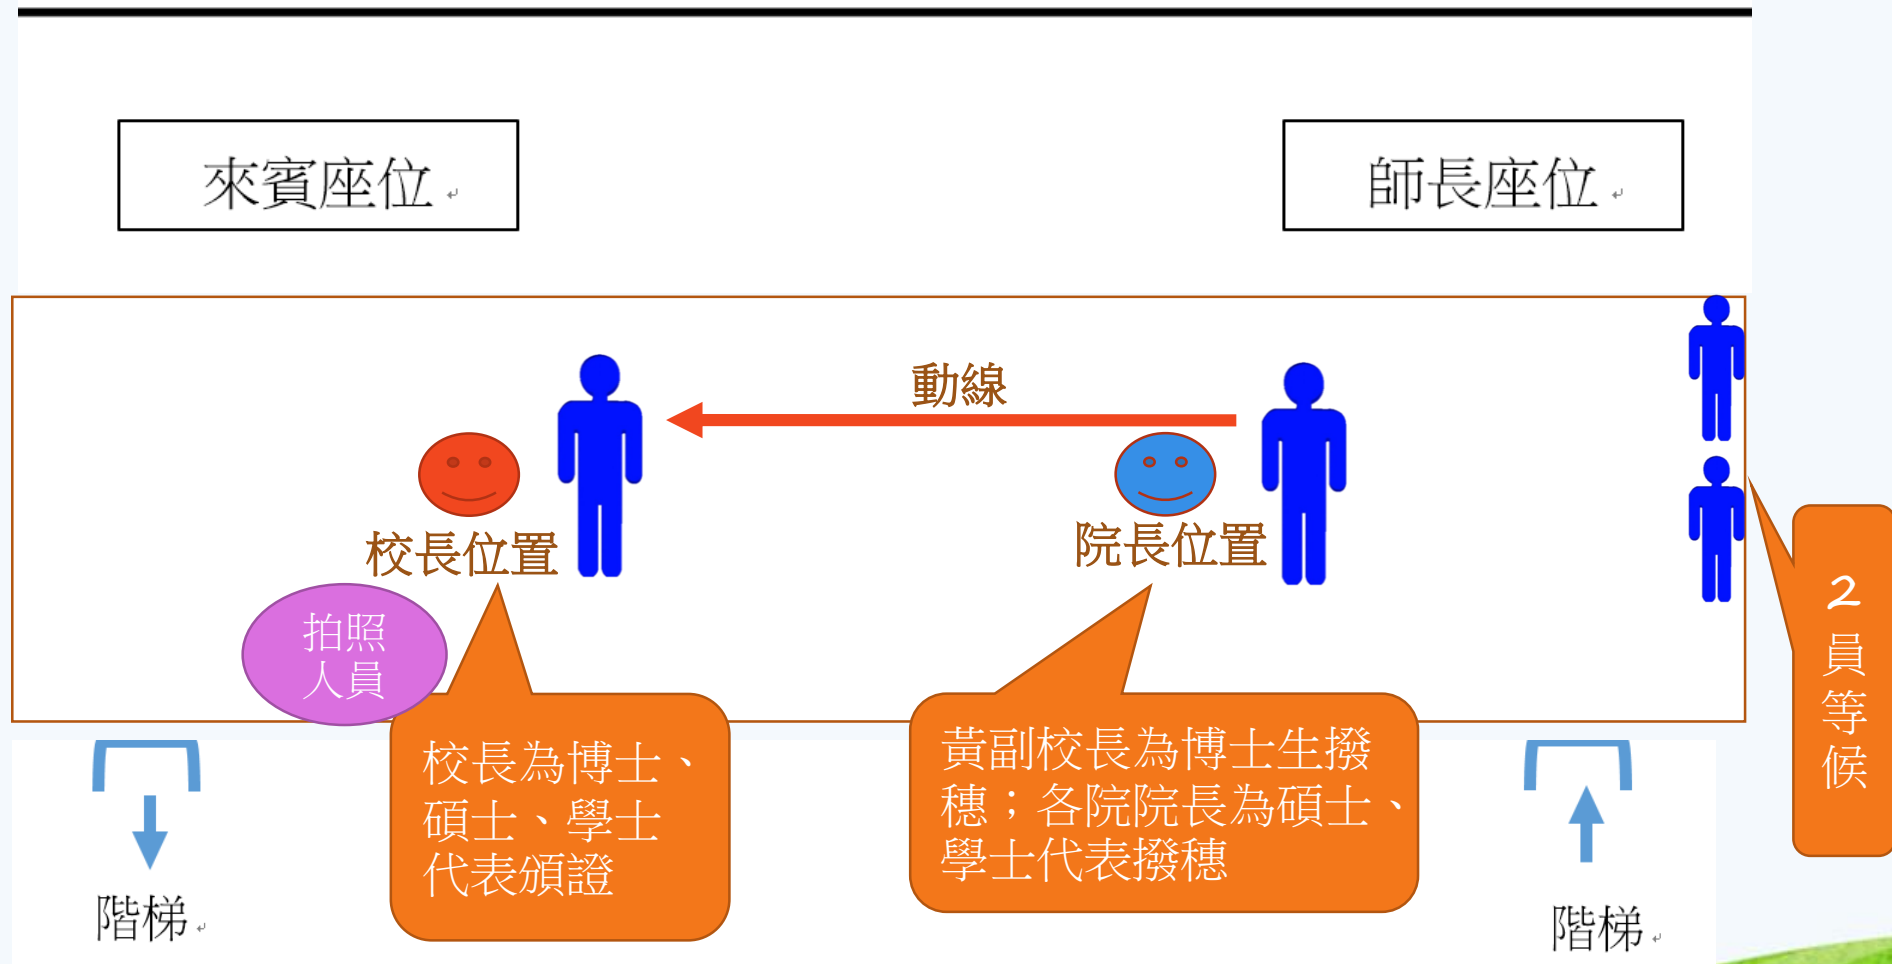 來賓座位
師長座位
動線
校長位置
院長位置
拍照
人員
2
員
等
候
校長為博士、
碩士、學士
代表頒證
黃副校長為博士生撥
穗；各院院長為碩士、
學士代表撥穗
階梯
階梯